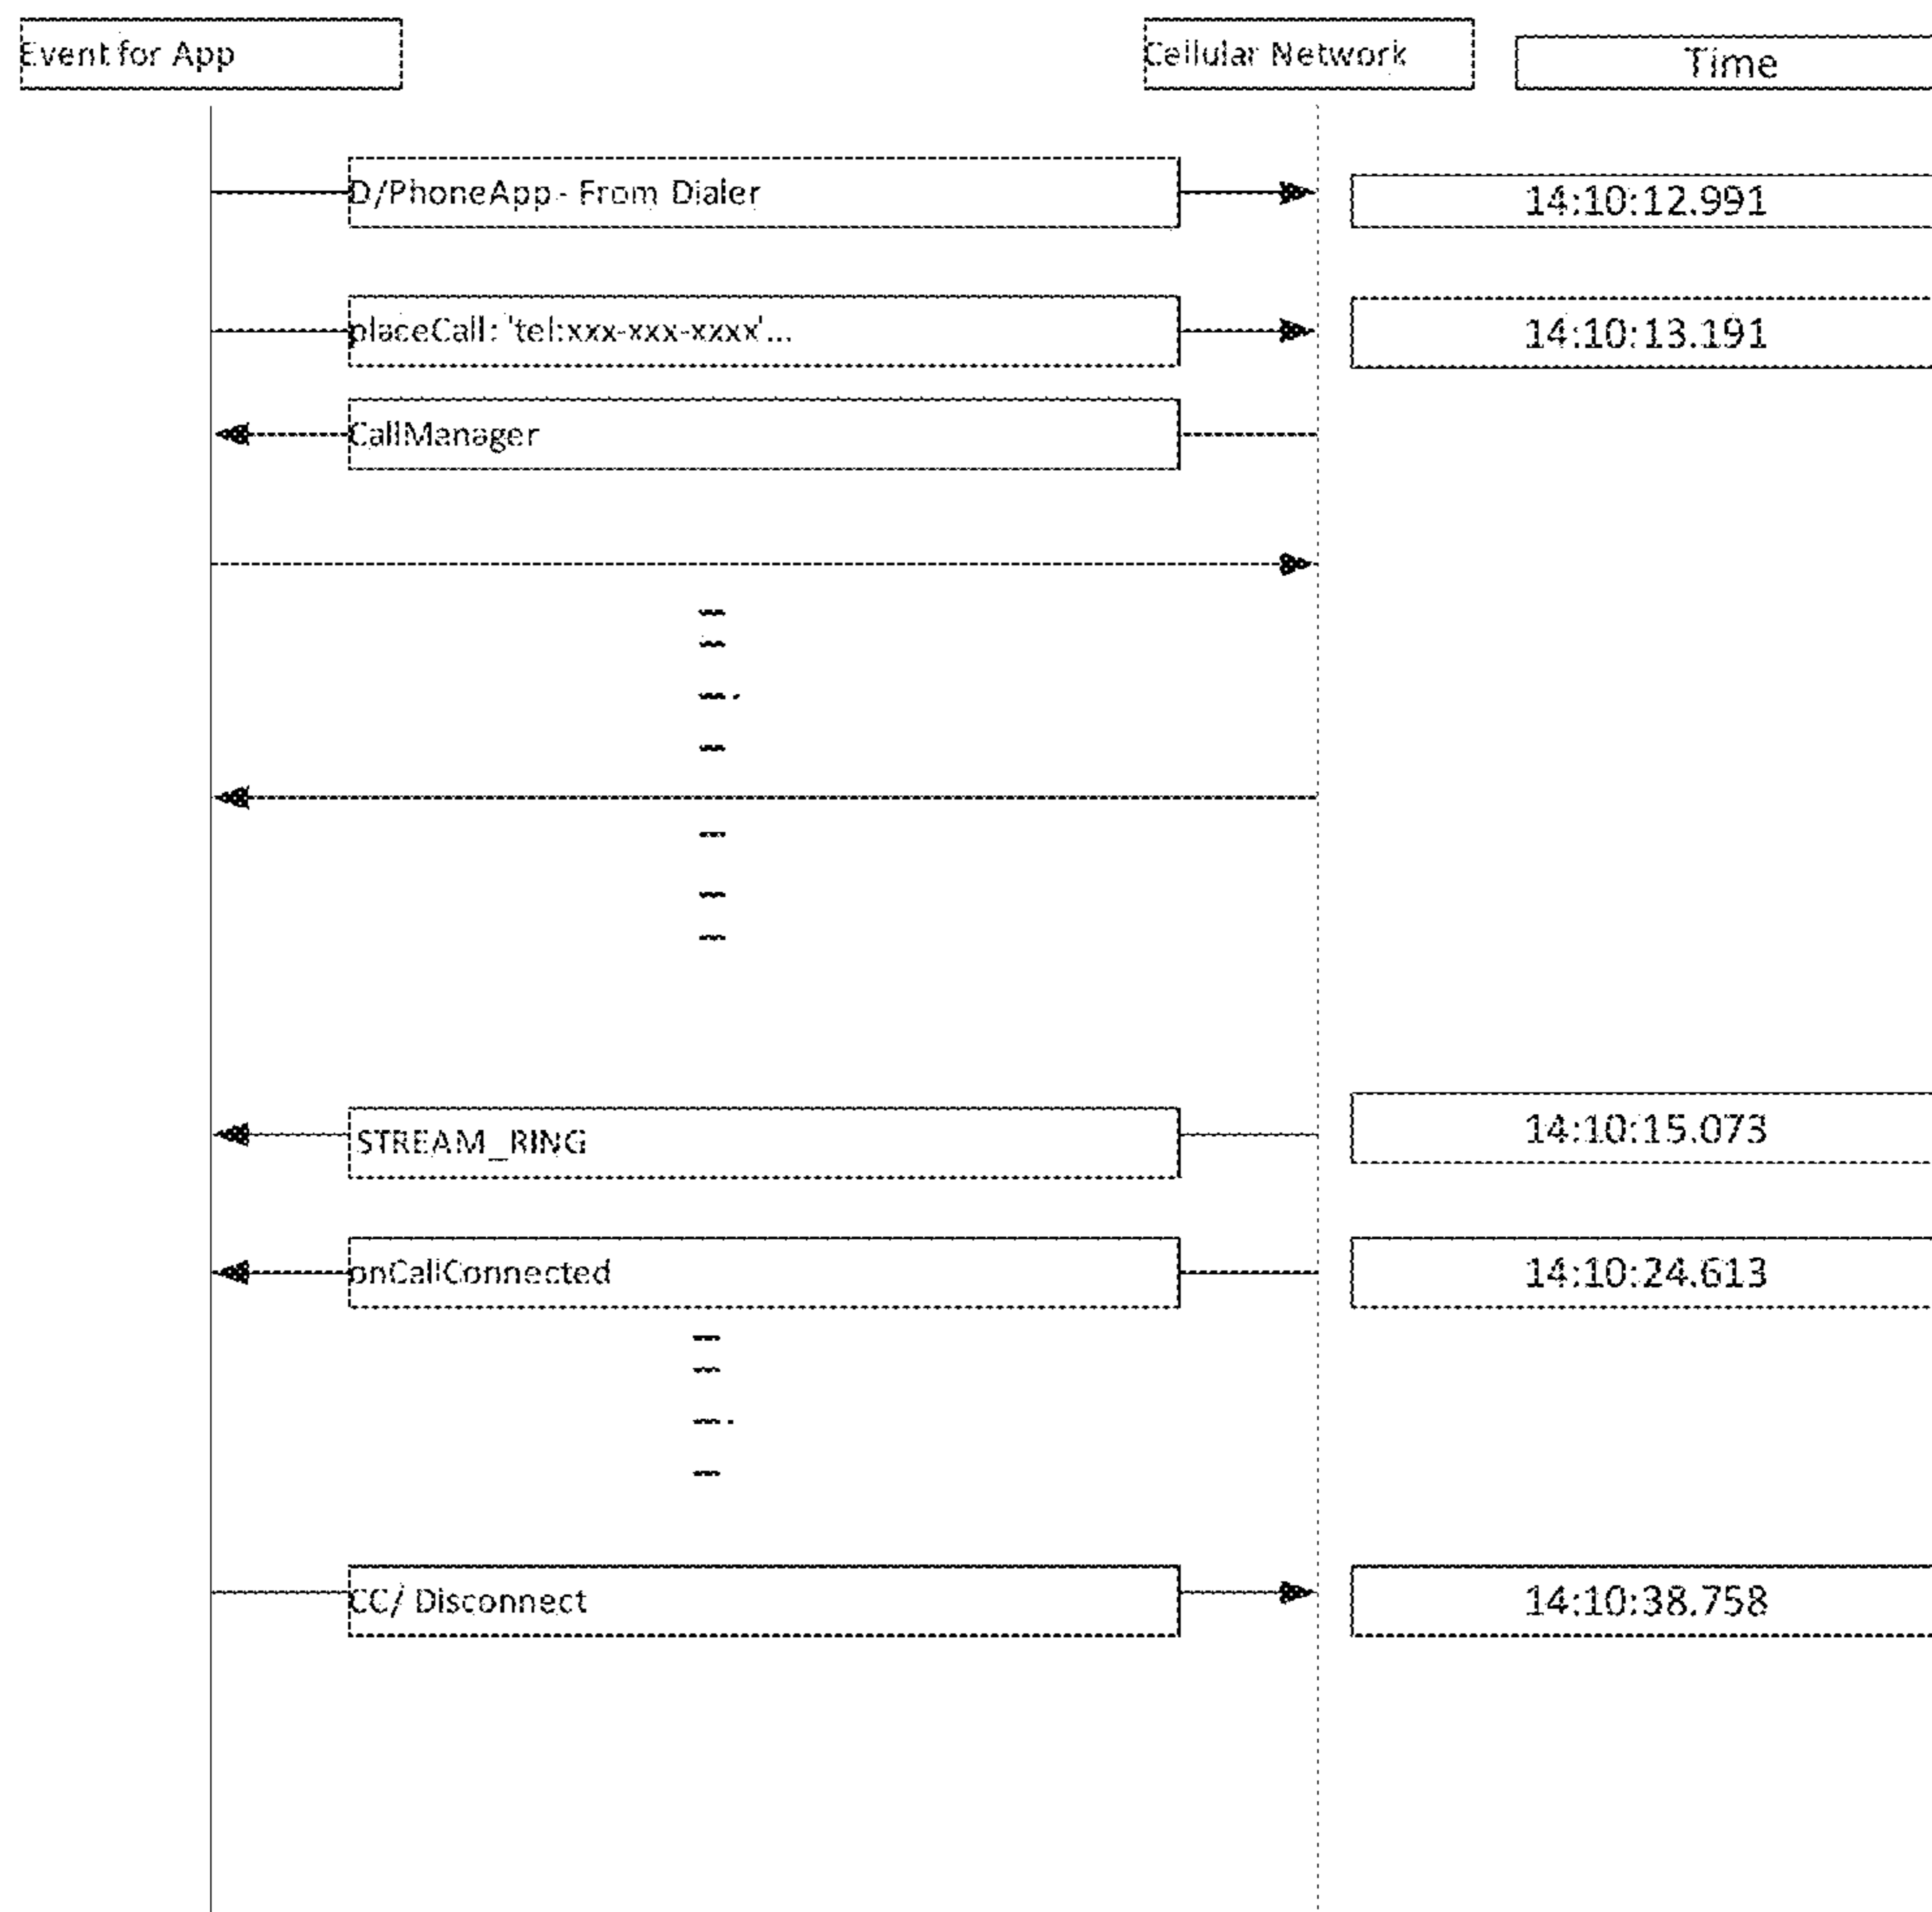 Event for App
Cellular Network
Time
D/PhoneApp - From Dialer
14:10:12.991
placeCall: 'tel:xxx-xxx-xzxx'...
14:10:13.191
CallManager
STREAM_RING
14:10:15.073
onCallConnected
14:10:24.613
CC/ Disconnect
14:10:38.758